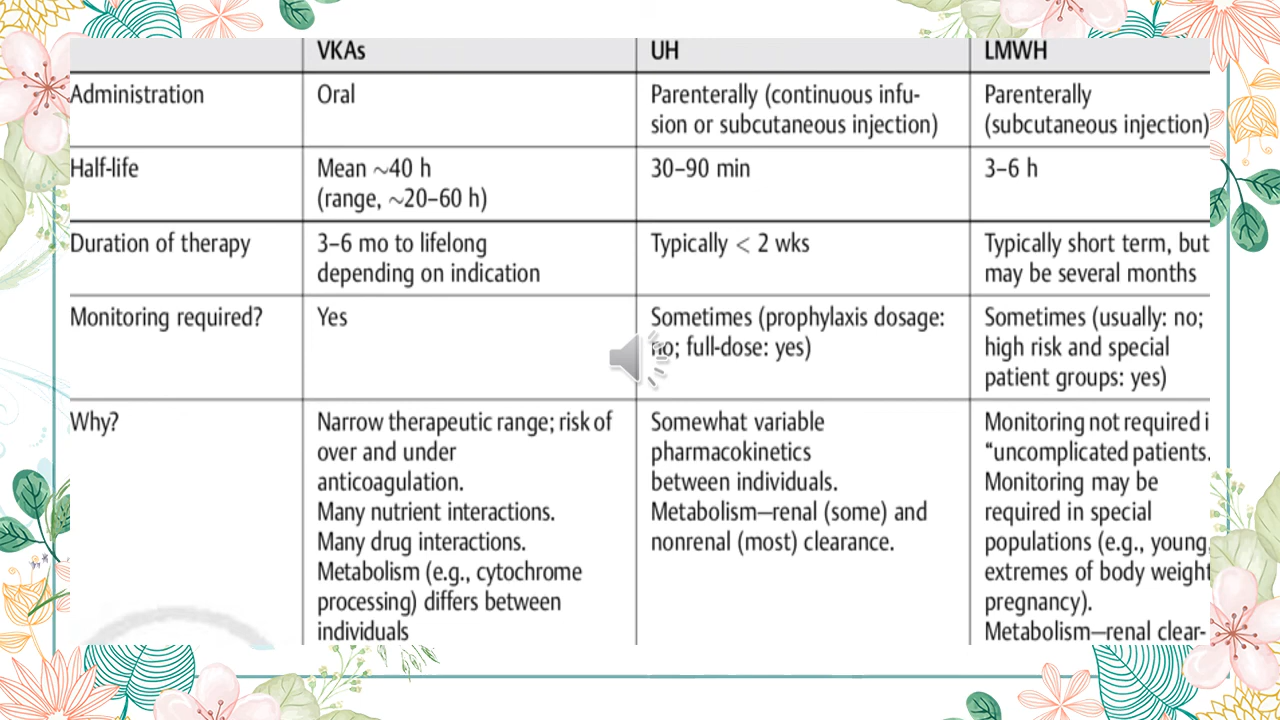 VKAs UH LMWH
Administration Oral Parenterally (continuous infu-
sion or subcutaneous injection) Parenterally
(subcutaneous injection)
Half-life Mean ~40 h
(range, ~20–60 h) 30–90 min 3–6 h
Duration of therapy 3–6 mo to lifelong
depending on indication Typically < 2 wks Typically short term, but
may be several months
Monitoring required? Yes Sometimes (prophylaxis dosage:
no; full-dose: yes) Sometimes (usually: no;
high risk and special
patient groups: yes)
Why? Narrow therapeutic range; risk of
over and under
anticoagulation.
Many nutrient interactions.
Many drug interactions.
Metabolism (e.g., cytochrome
processing) differs between
individuals
Somewhat variable
pharmacokinetics
between individuals.
Metabolism—renal (some) and
nonrenal (most) clearance.
Monitoring not required i
“uncomplicated patients.
Monitoring may be
required in special
populations (e.g., young,
extremes of body weight
pregnancy).
Metabolism—renal clear-